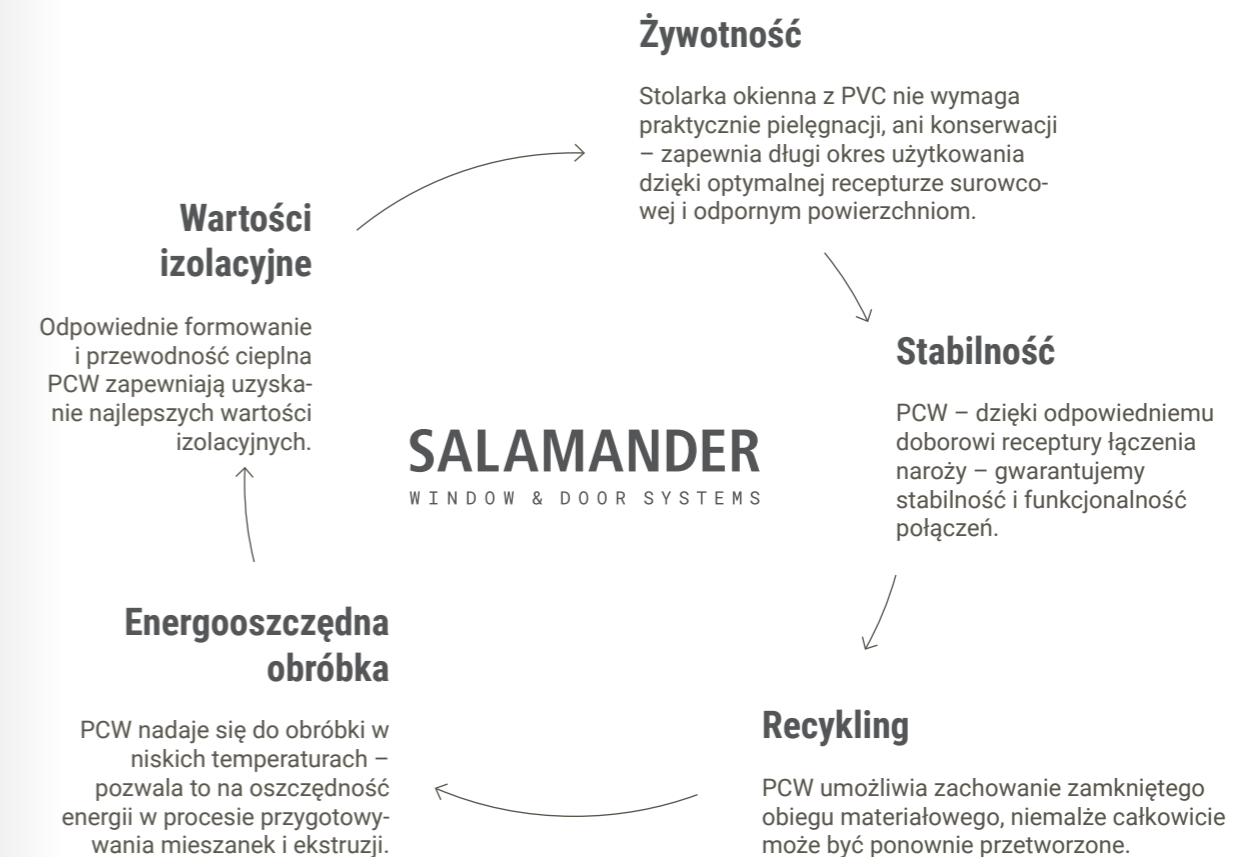 Żywotność
Stolarka okienna z PVC nie wymaga
praktycznie pielęgnacji, ani konserwacji
– zapewnia długi okres użytkowania
dzięki optymalnej recepturze surowco-
wej i odpornym powierzchniom.
Stabilność
PCW – dzięki odpowiedniemu
doborowi receptury łączenia
naroży – gwarantujemy
stabilność i funkcjonalność
połączeń.
Recykling
PCW umożliwia zachowanie zamkniętego
obiegu materiałowego, niemalże całkowicie
może być ponownie przetworzone.
Energooszczędna
obróbka
PCW nadaje się do obróbki w
niskich temperaturach –
pozwala to na oszczędność
energii w procesie przygotowy-
wania mieszanek i ekstruzji.
Wartości
izolacyjne
Odpowiednie formowanie
i przewodność cieplna
PCW zapewniają uzyska-
nie najlepszych wartości
izolacyjnych.
SALAMANDER
WINDOW & DOOR SYSTEMS